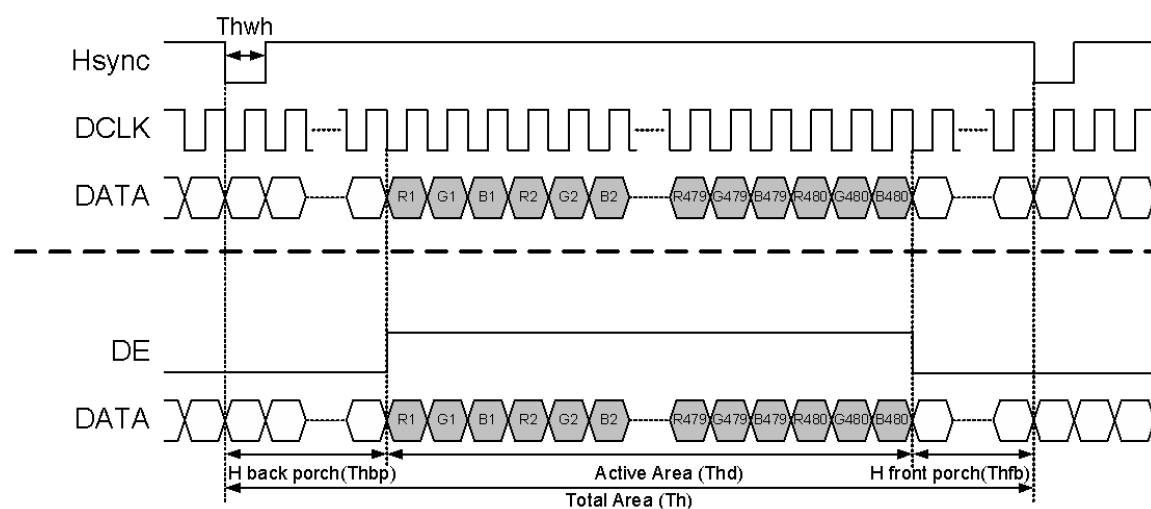 Thwh
Hsync
DCLK
DATA
R1 G1 B1 R2 G2 B2 R479 G479 B479 R480 G480 B480
DE
DATA
R1 G1 B1 R2 G2 B2 R479 G479 B479 R480 G480 B480
H back porch(Thbp) Active Area (Thd) H front porch(Thfb)
Total Area (Th)